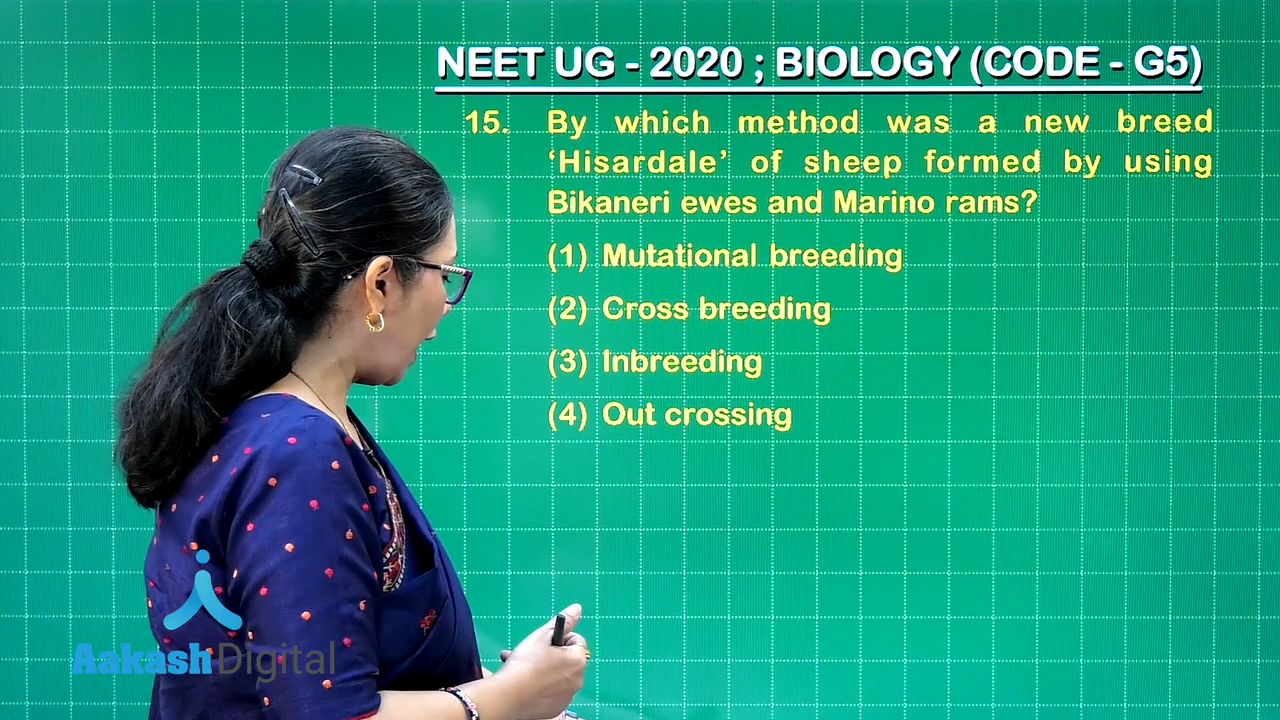 NEET UG - 2020 ; BIOLOGY (CODE - G5)
15. By which method was a new breed
‘Hisardale’ of sheep formed by using
Bikaneri ewes and Marino rams?
(1) Mutational breeding
(2) Cross breeding
(3) Inbreeding
(4) Out crossing
Aakash Digital